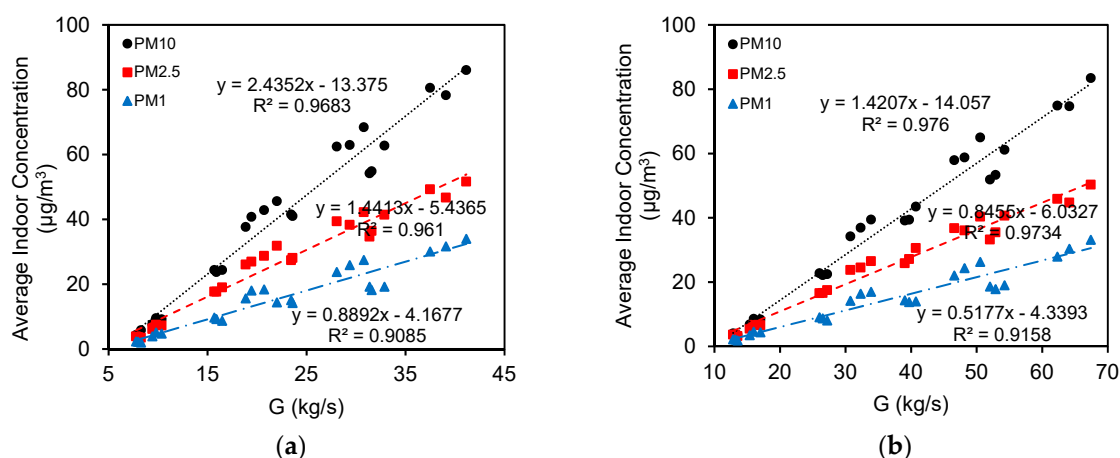 100
80
60
40
20
0
Average Indoor Concentration
(µg/m³)
PM10
PM2.5
PM1
y = 2.4352x - 13.375
R² = 0.9683
y = 1.4413x - 5.4365
R² = 0.961
y = 0.8892x - 4.1677
R² = 0.9085
5 15 25 35 45
G (kg/s)
(a)
100
80
60
40
20
0
Average Indoor Concentration
(µg/m³)
PM10
PM2.5
PM1
y = 1.4207x - 14.057
R² = 0.976
y = 0.8455x - 6.0327
R² = 0.9734
y = 0.5177x - 4.3393
R² = 0.9158
10 20 30 40 50 60 70
G (kg/s)
(b)